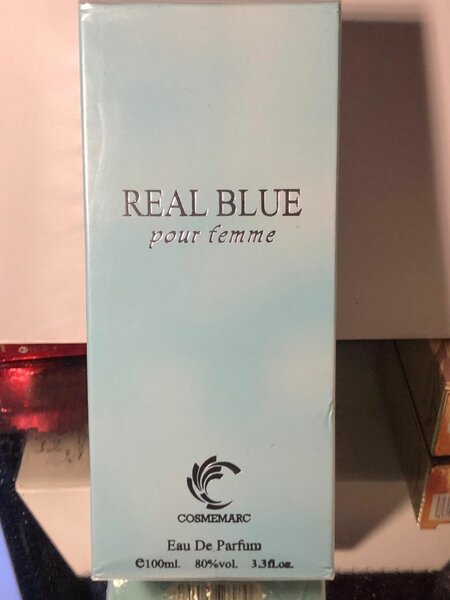 REAL BLUE
pour femme
COSMEMARC
Eau De Parfum
℮100ml. 80%vol. 3.3fl.oz.